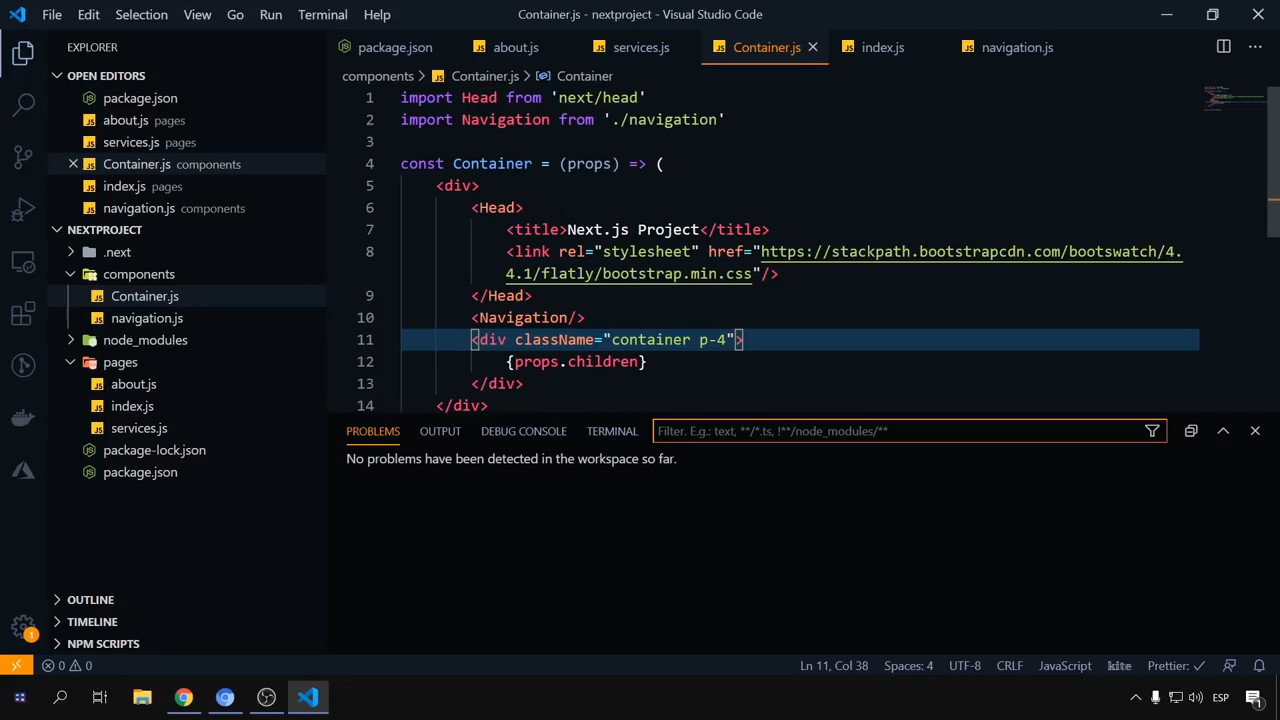 File Edit Selection View Go Run Terminal Help
Container.js - nextproject - Visual Studio Code
EXPLORER
OPEN EDITORS
package.json
about.js pages
services.js pages
Container.js components
index.js pages
navigation.js components
NEXTPROJECT
.next
components
Container.js
navigation.js
node_modules
pages
about.js
index.js
services.js
package-lock.json
package.json
OUTLINE
TIMELINE
NPM SCRIPTS
package.json about.js services.js Container.js index.js navigation.js
components > Container.js > Container
1 import Head from 'next/head'
2 import Navigation from './navigation'
3
4 const Container = (props) => (
5 <div>
6 <Head>
7 <title>Next.js Project</title>
8 <link rel="stylesheet" href="https://stackpath.bootstrapcdn.com/bootswatch/4.
4.1/flatly/bootstrap.min.css"/>
9 </Head>
10 <Navigation/>
11 <div className="container p-4">
12 {props.children}
13 </div>
14 </div>
PROBLEMS OUTPUT DEBUG CONSOLE TERMINAL Filter. E.g.: text, **/*.ts, !**/node_modules/**
No problems have been detected in the workspace so far.
1
0 0 Ln 11, Col 38 Spaces: 4 UTF-8 CRLF JavaScript kite Prettier: ✓
ESP 1